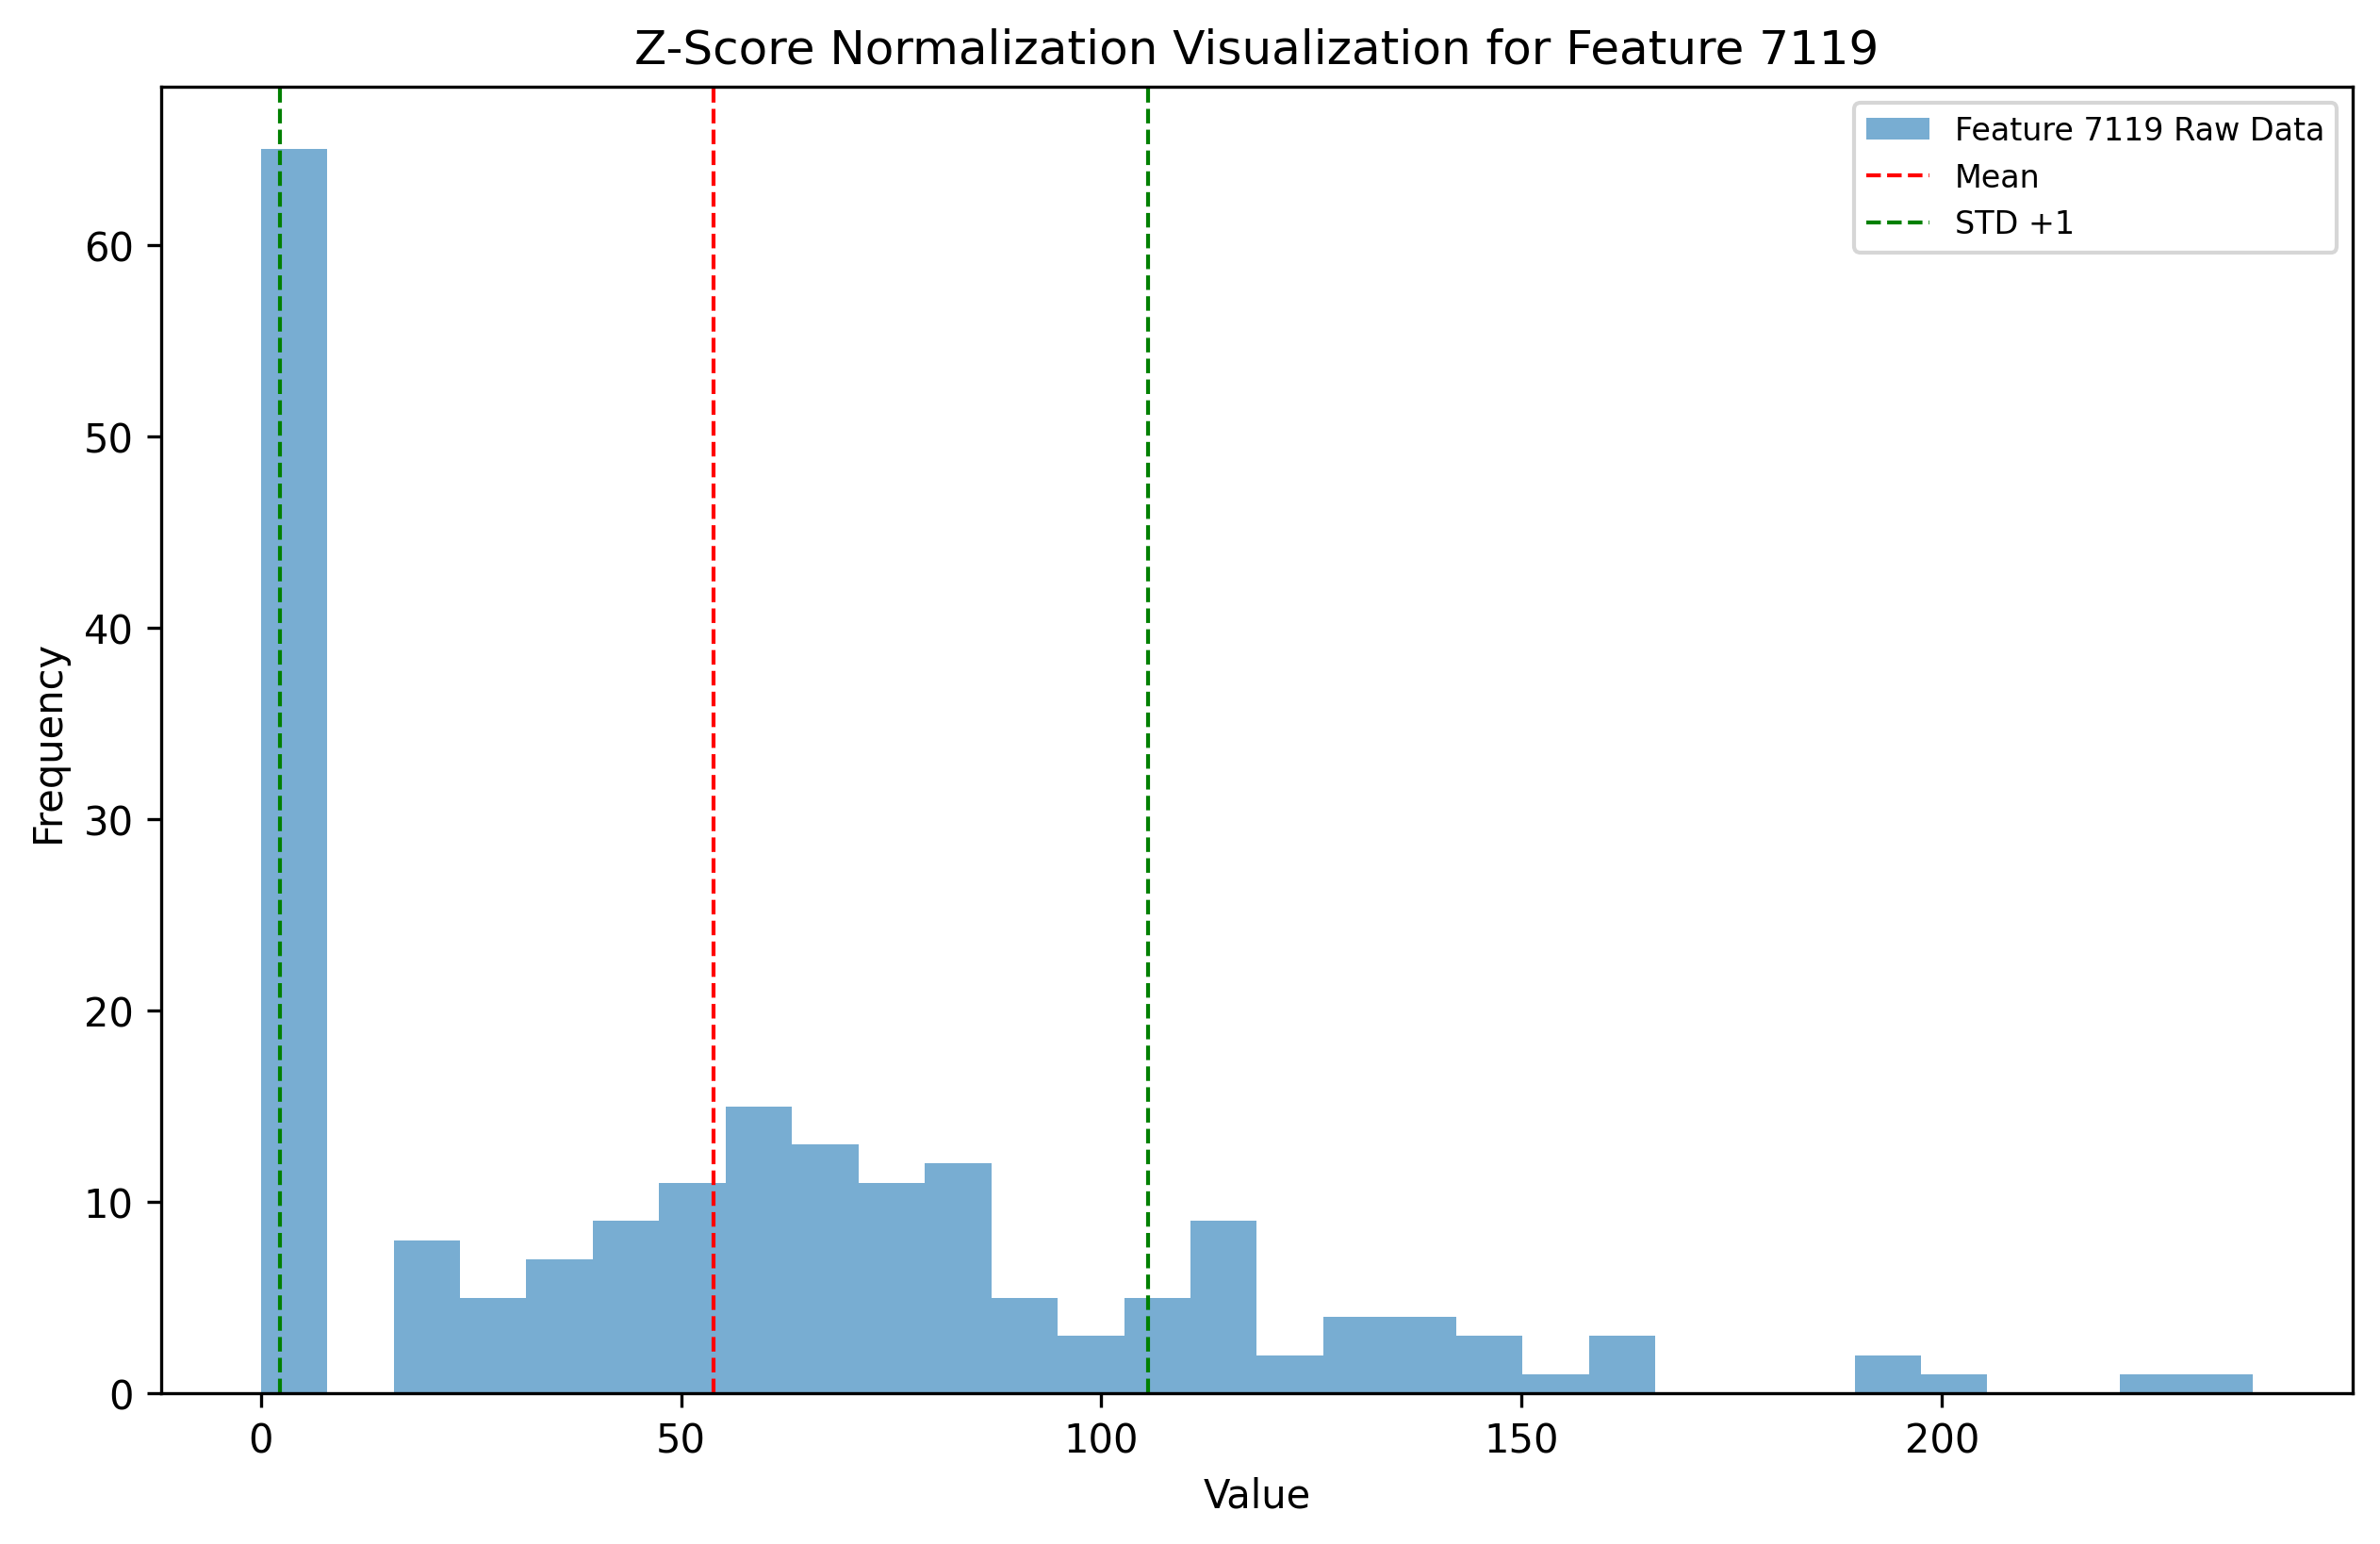 Z-Score Normalization Visualization for Feature 7119
Feature 7119 Raw Data
Mean
STD +1
60
50
40
30
20
10
0
Frequency
0 50 100 150 200
Value